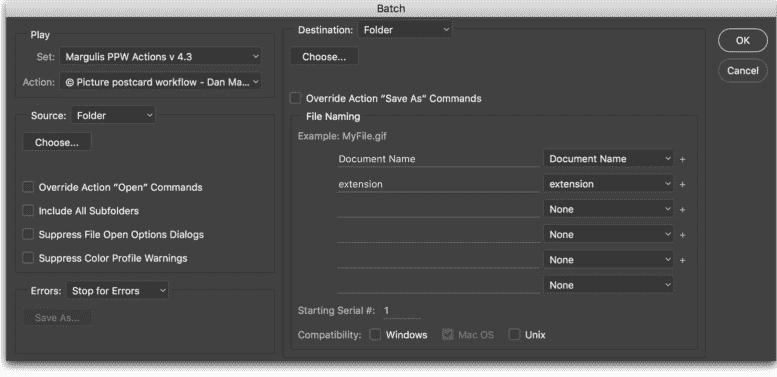 Batch
Play
Set: Margulis PPW Actions v 4.3
Action: © Picture postcard workflow - Dan Ma...
Source: Folder
Choose...
Override Action “Open” Commands
Include All Subfolders
Suppress File Open Options Dialogs
Suppress Color Profile Warnings
Errors: Stop for Errors
Save As...
Destination: Folder
Choose...
Override Action “Save As” Commands
File Naming
Example: MyFile.gif
Document Name Document Name +
extension extension +
None +
None +
None +
None
Starting Serial #: 1
Compatibility: Windows Mac OS Unix
OK
Cancel